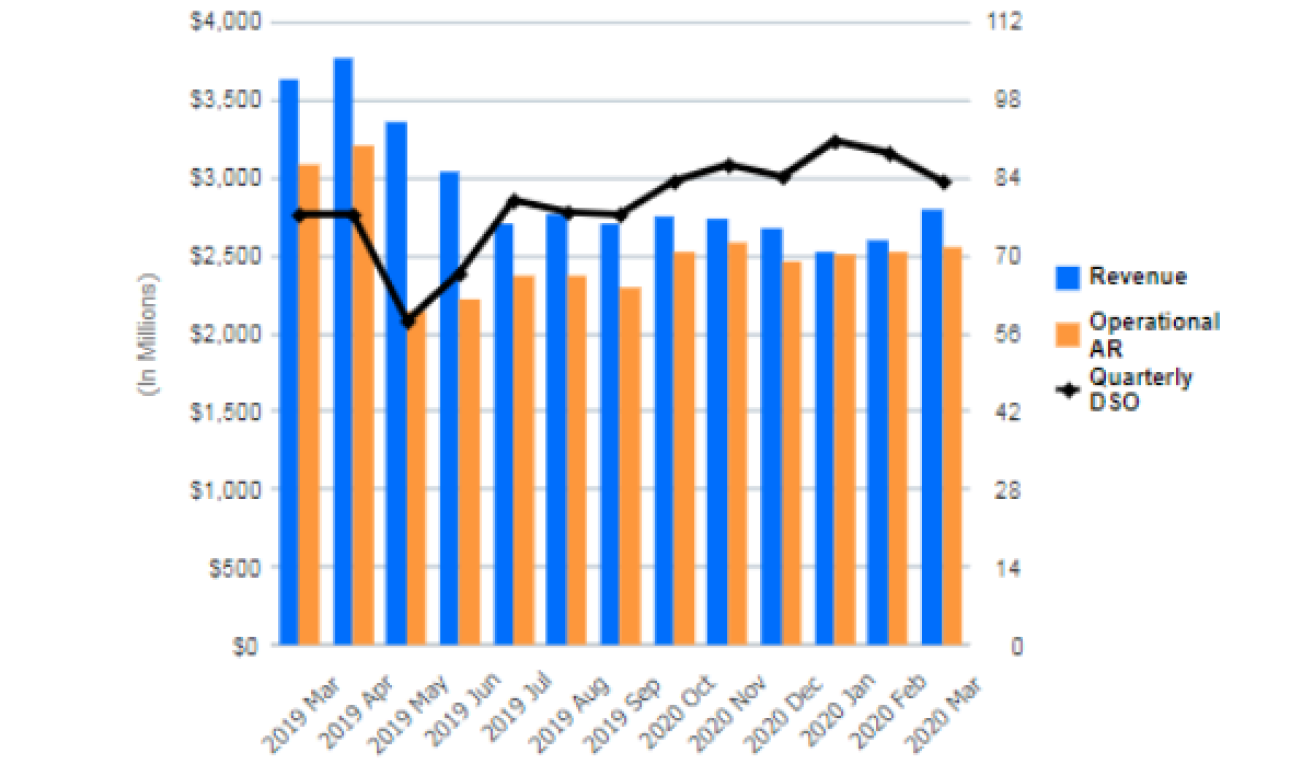 $4,000
$3,500
$3,000
$2,500
$2,000
$1,500
$1,000
$500
$0
(In Millions)
112
98
84
70
56
42
28
14
0
2019 Mar
2019 Apr
2019 May
2019 Jun
2019 Jul
2019 Aug
2019 Sep
2020 Oct
2020 Nov
2020 Dec
2020 Jan
2020 Feb
2020 Mar
Revenue
Operational
AR
Quarterly
DSO